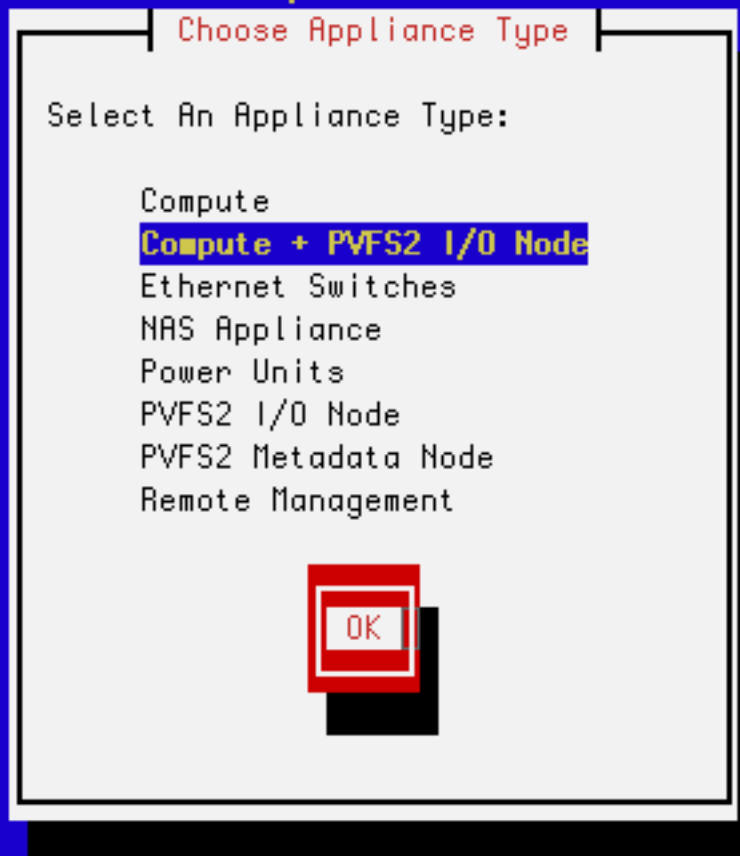 Choose Appliance Type
Select An Appliance Type:
Compute
Compute + PVFS2 I/O Node
Ethernet Switches
NAS Appliance
Power Units
PVFS2 I/O Node
PVFS2 Metadata Node
Remote Management
OK